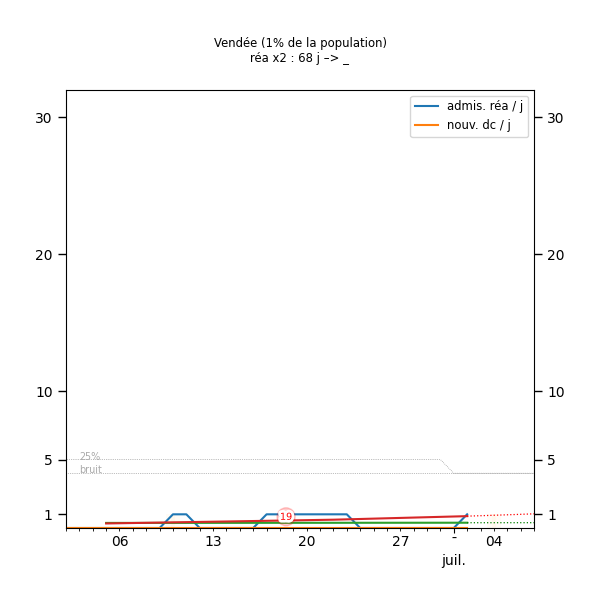 Vendée (1% de la population)
réa x2 : 68 j –> _
admis. réa / j
nouv. dc / j
30 30
20 20
10 10
5 5
25%
bruit
1 19 1
06 13 20 27 - 04
juil.